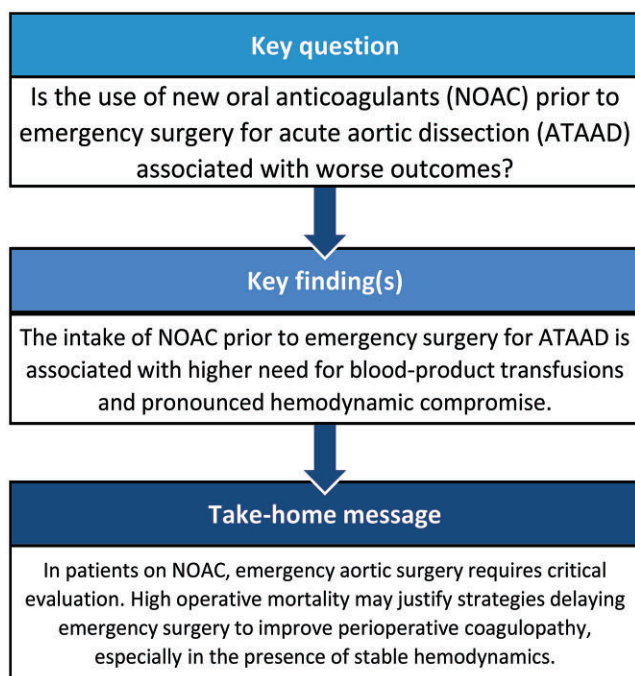 Key question
Is the use of new oral anticoagulants (NOAC) prior to
emergency surgery for acute aortic dissection (ATAAD)
associated with worse outcomes?
Key finding(s)
The intake of NOAC prior to emergency surgery for ATAAD is
associated with higher need for blood-product transfusions
and pronounced hemodynamic compromise.
Take-home message
In patients on NOAC, emergency aortic surgery requires critical
evaluation. High operative mortality may justify strategies delaying
emergency surgery to improve perioperative coagulopathy,
especially in the presence of stable hemodynamics.